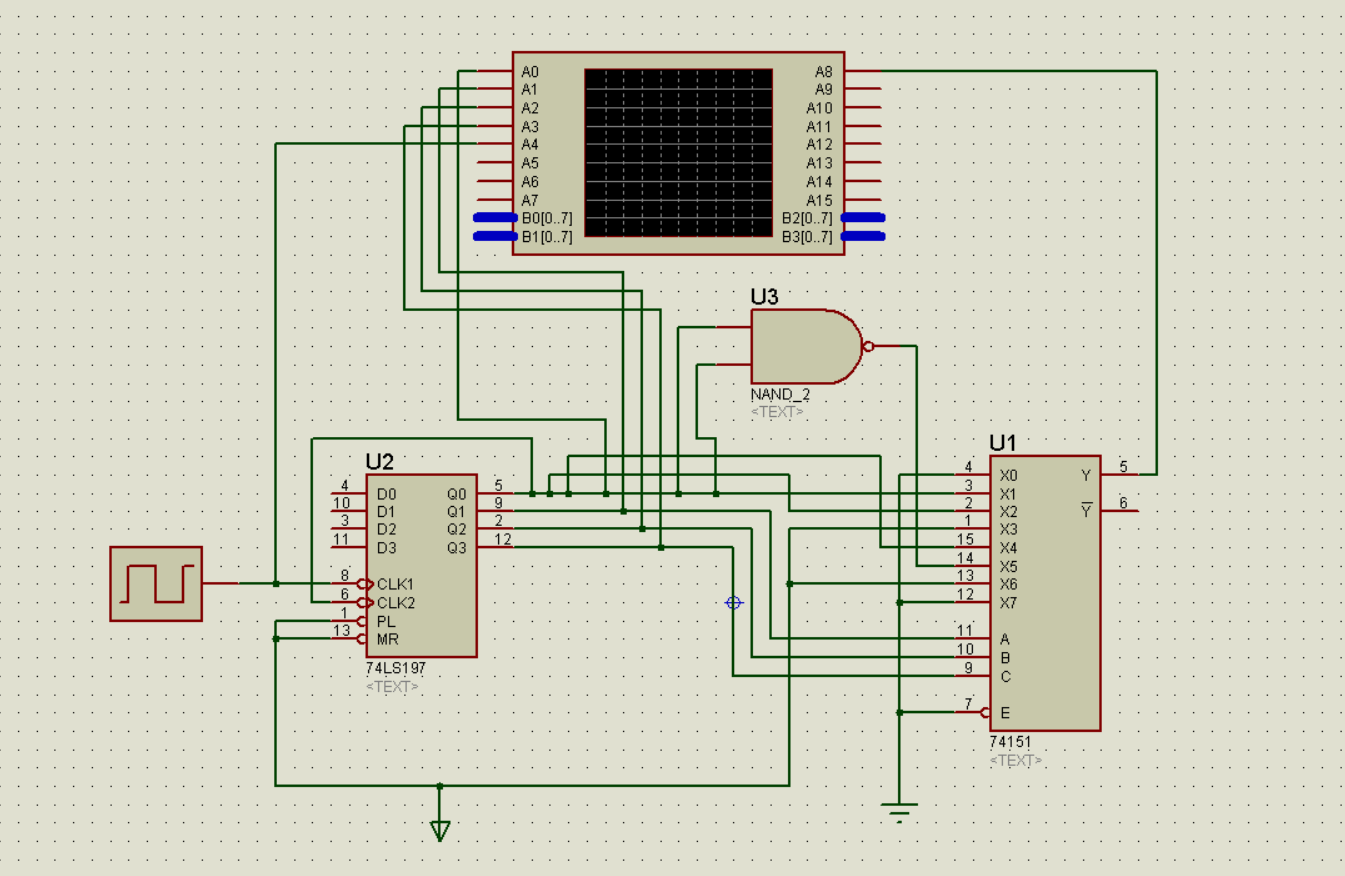 A0 A8
A1 A9
A2 A10
A3 A11
A4 A12
A5 A13
A6 A14
A7 A15
B0[0..7] B2[0..7]
B1[0..7] B3[0..7]
U3
NAND_2
<TEXT>
U2
4 D0 Q0 5
10 D1 Q1 9
3 D2 Q2 2
11 D3 Q3 12
8 CLK1
6 CLK2
1 PL
13 MR
74LS197
<TEXT>
U1
4 X0 Y 5
3 X1
2 X2 Y 6
1 X3
15 X4
14 X5
13 X6
12 X7
11 A
10 B
9 C
7 E
74151
<TEXT>